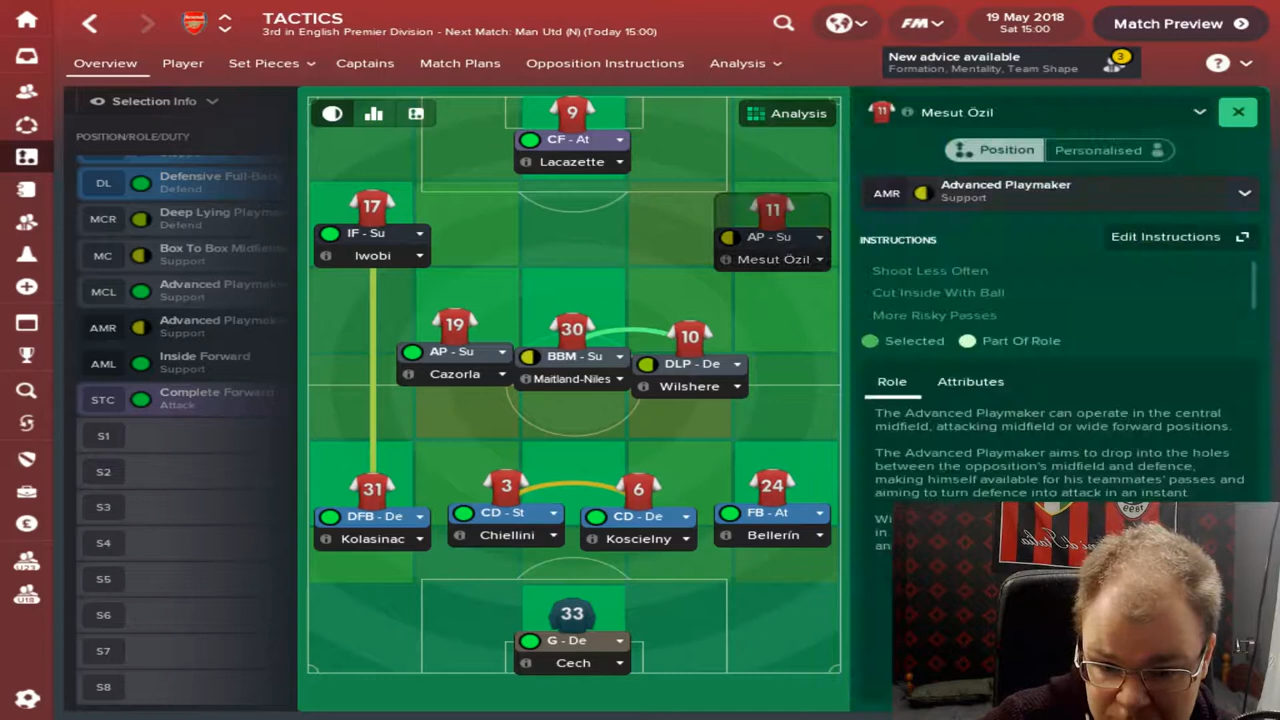 TACTICS
3rd in English Premier Division - Next Match: Man Utd (N) (Today 15:00)
FM
19 May 2018
Sat 15:00
Match Preview
Overview
Player
Set Pieces
Captains
Match Plans
Opposition Instructions
Analysis
New advice available
Formation, Mentality, Team Shape
3
?
Selection Info
POSITION/ROLE/DUTY
DL
Defensive Full-Bac
Defend
MCR
Deep Lying Playma
Defend
MC
Box To Box Midfiel
Support
MCL
Advanced Playma
Support
AMR
Advanced Playma
Support
AML
Inside Forward
Support
STC
Complete Forward
Attack
S1
S2
S3
S4
S5
S6
S7
S8
U23
U18
Analysis
9
CF - At
Lacazette
17
IF - Su
Iwobi
11
AP - Su
Mesut Özil
19
AP - Su
Cazorla
30
BBM - Su
Maitland-Niles
10
DLP - De
Wilshere
31
DFB - De
Kolasinac
3
CD - St
Chiellini
6
CD - De
Koscielny
24
FB - At
Bellerín
33
G - De
Cech
11
Mesut Özil
Position
Personalised
AMR
Advanced Playmaker
Support
INSTRUCTIONS
Edit Instructions
Shoot Less Often
Cut Inside With Ball
More Risky Passes
Selected
Part Of Role
Role
Attributes
The Advanced Playmaker can operate in the central
midfield, attacking midfield or wide forward positions.
The Advanced Playmaker aims to drop into the holes
between the opposition's midfield and defence,
making himself available for his teammates' passes and
aiming to turn defence into attack in an instant.